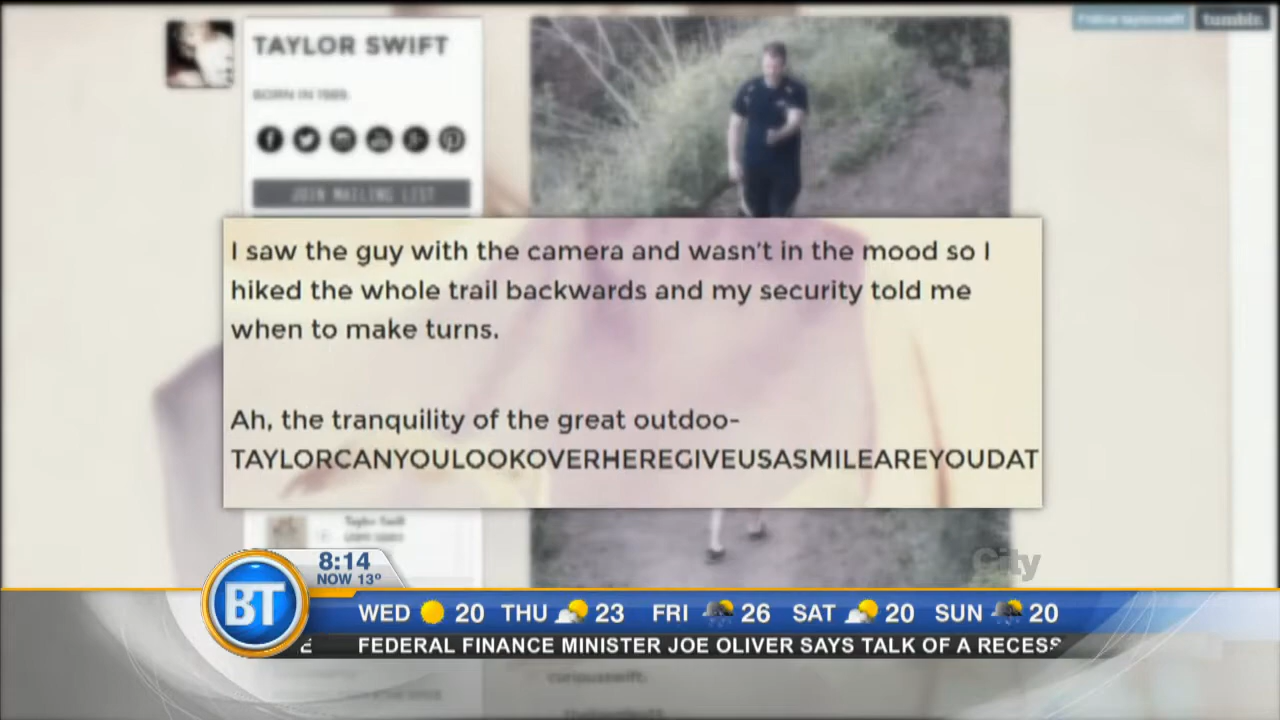 TAYLOR SWIFT
BORN IN 1989.
JOIN MAILING LIST
tumblr.
I saw the guy with the camera and wasn't in the mood so I
hiked the whole trail backwards and my security told me
when to make turns.
Ah, the tranquility of the great outdoo-
TAYLORCANYOULOOKOVERHEREGIVEUSASMILEAREYOUDAT
Taylor Swift
City
8:14
NOW 13º
BT
WED 20 THU 23 FRI 26 SAT 20 SUN 20
FEDERAL FINANCE MINISTER JOE OLIVER SAYS TALK OF A RECESS